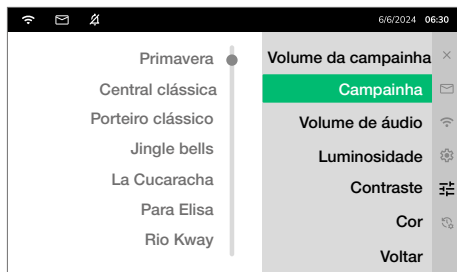 6/6/2024 06:30
Primavera
Central clássica
Porteiro clássico
Jingle bells
La Cucaracha
Para Elisa
Rio Kway
Volume da campainha
Campainha
Volume de áudio
Luminosidade
Contraste
Cor
Voltar